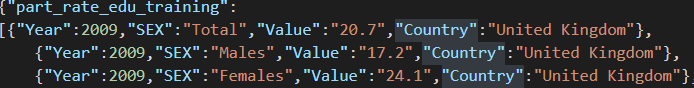 {"part_rate_edu_training":
[{"Year":2009,"SEX":"Total","Value":"20.7","Country":"United Kingdom"},
{"Year":2009,"SEX":"Males","Value":"17.2","Country":"United Kingdom"},
{"Year":2009,"SEX":"Females","Value":"24.1","Country":"United Kingdom"},